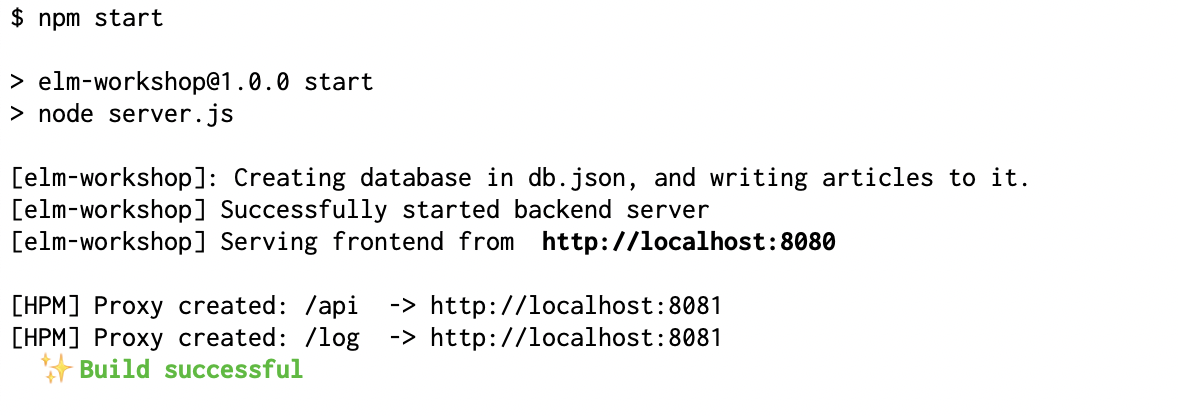 $ npm start
> elm-workshop@1.0.0 start
> node server.js
[elm-workshop]: Creating database in db.json, and writing articles to it.
[elm-workshop] Successfully started backend server
[elm-workshop] Serving frontend from  http://localhost:8080
[HPM] Proxy created: /api  -> http://localhost:8081
[HPM] Proxy created: /log  -> http://localhost:8081
✨ Build successful